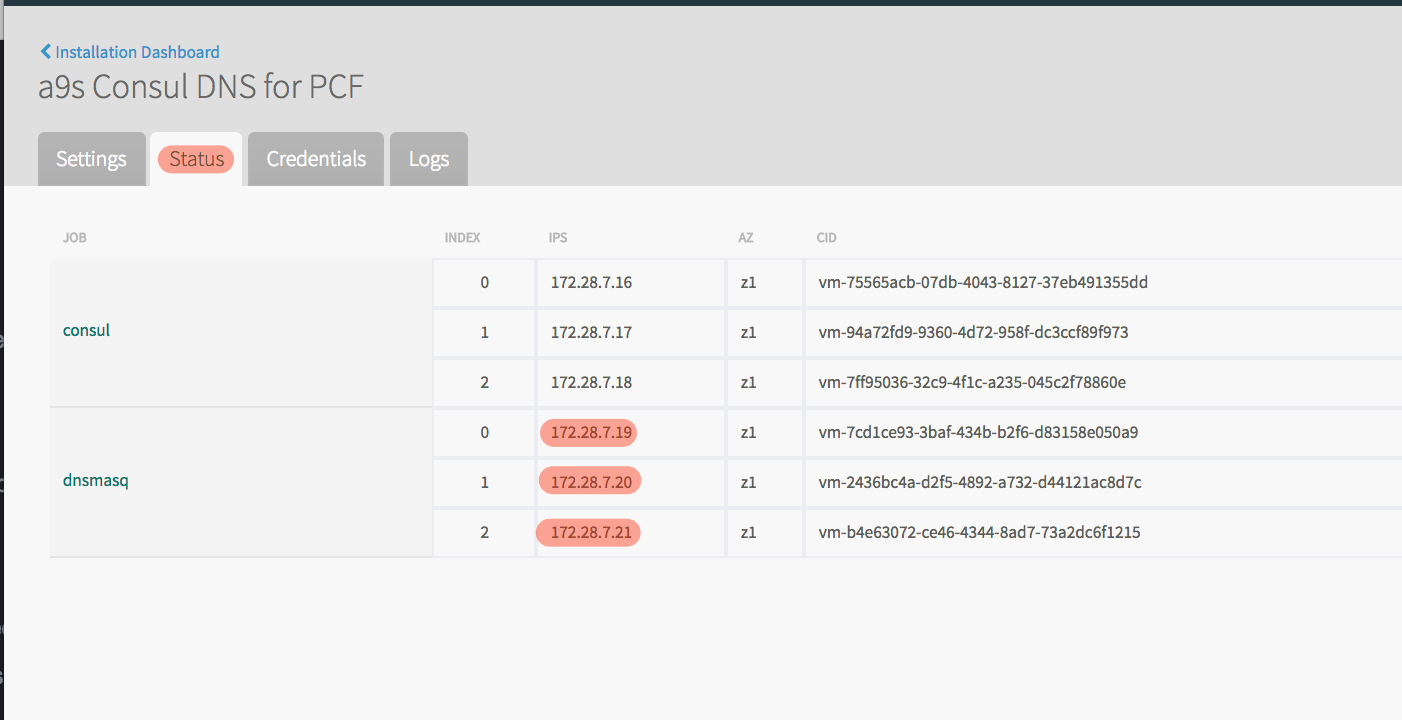 Installation Dashboard
a9s Consul DNS for PCF
Settings Status Credentials Logs
JOB INDEX IPS AZ CID
consul
0 172.28.7.16 z1 vm-75565acb-07db-4043-8127-37eb491355dd
1 172.28.7.17 z1 vm-94a72fd9-9360-4d72-958f-dc3ccf89f973
2 172.28.7.18 z1 vm-7ff95036-32c9-4f1c-a235-045c2f78860e
dnsmasq
0 172.28.7.19 z1 vm-7cd1ce93-3baf-434b-b2f6-d83158e050a9
1 172.28.7.20 z1 vm-2436bc4a-d2f5-4892-a732-d44121ac8d7c
2 172.28.7.21 z1 vm-b4e63072-ce46-4344-8ad7-73a2dc6f1215